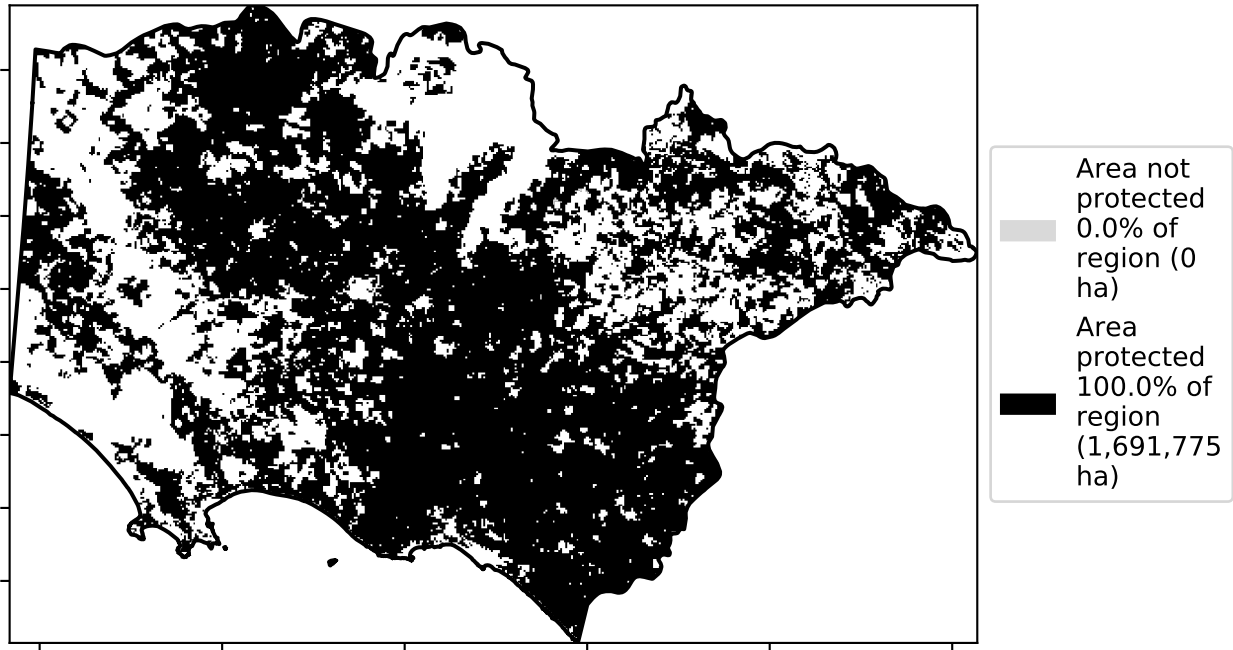 Area not
protected
0.0% of
region (0
ha)
Area
protected
100.0% of
region
(1,691,775
ha)